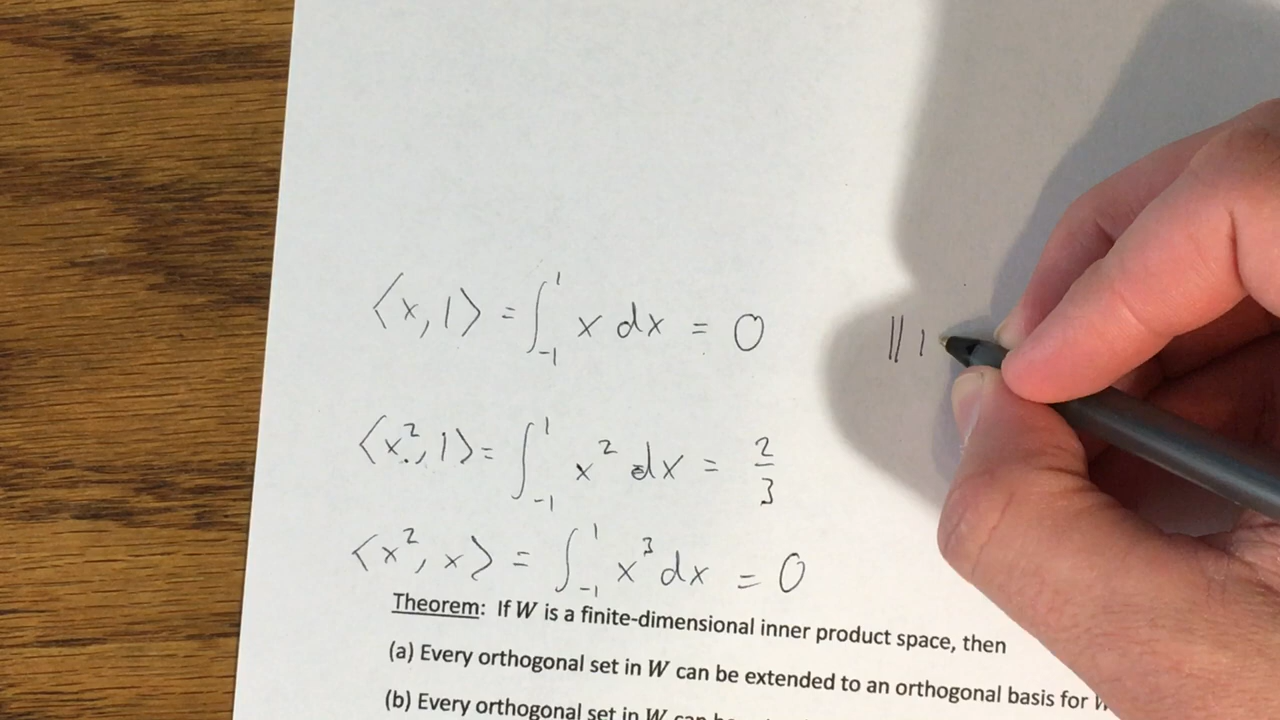 ⟨x, 1⟩ = ∫₋₁¹ x dx = 0 || 1
⟨x², 1⟩ = ∫₋₁¹ x² dx = 2/3
⟨x², x⟩ = ∫₋₁¹ x³ dx = 0
Theorem: If W is a finite-dimensional inner product space, then
(a) Every orthogonal set in W can be extended to an orthogonal basis for
(b) Every orthogonal set in W can